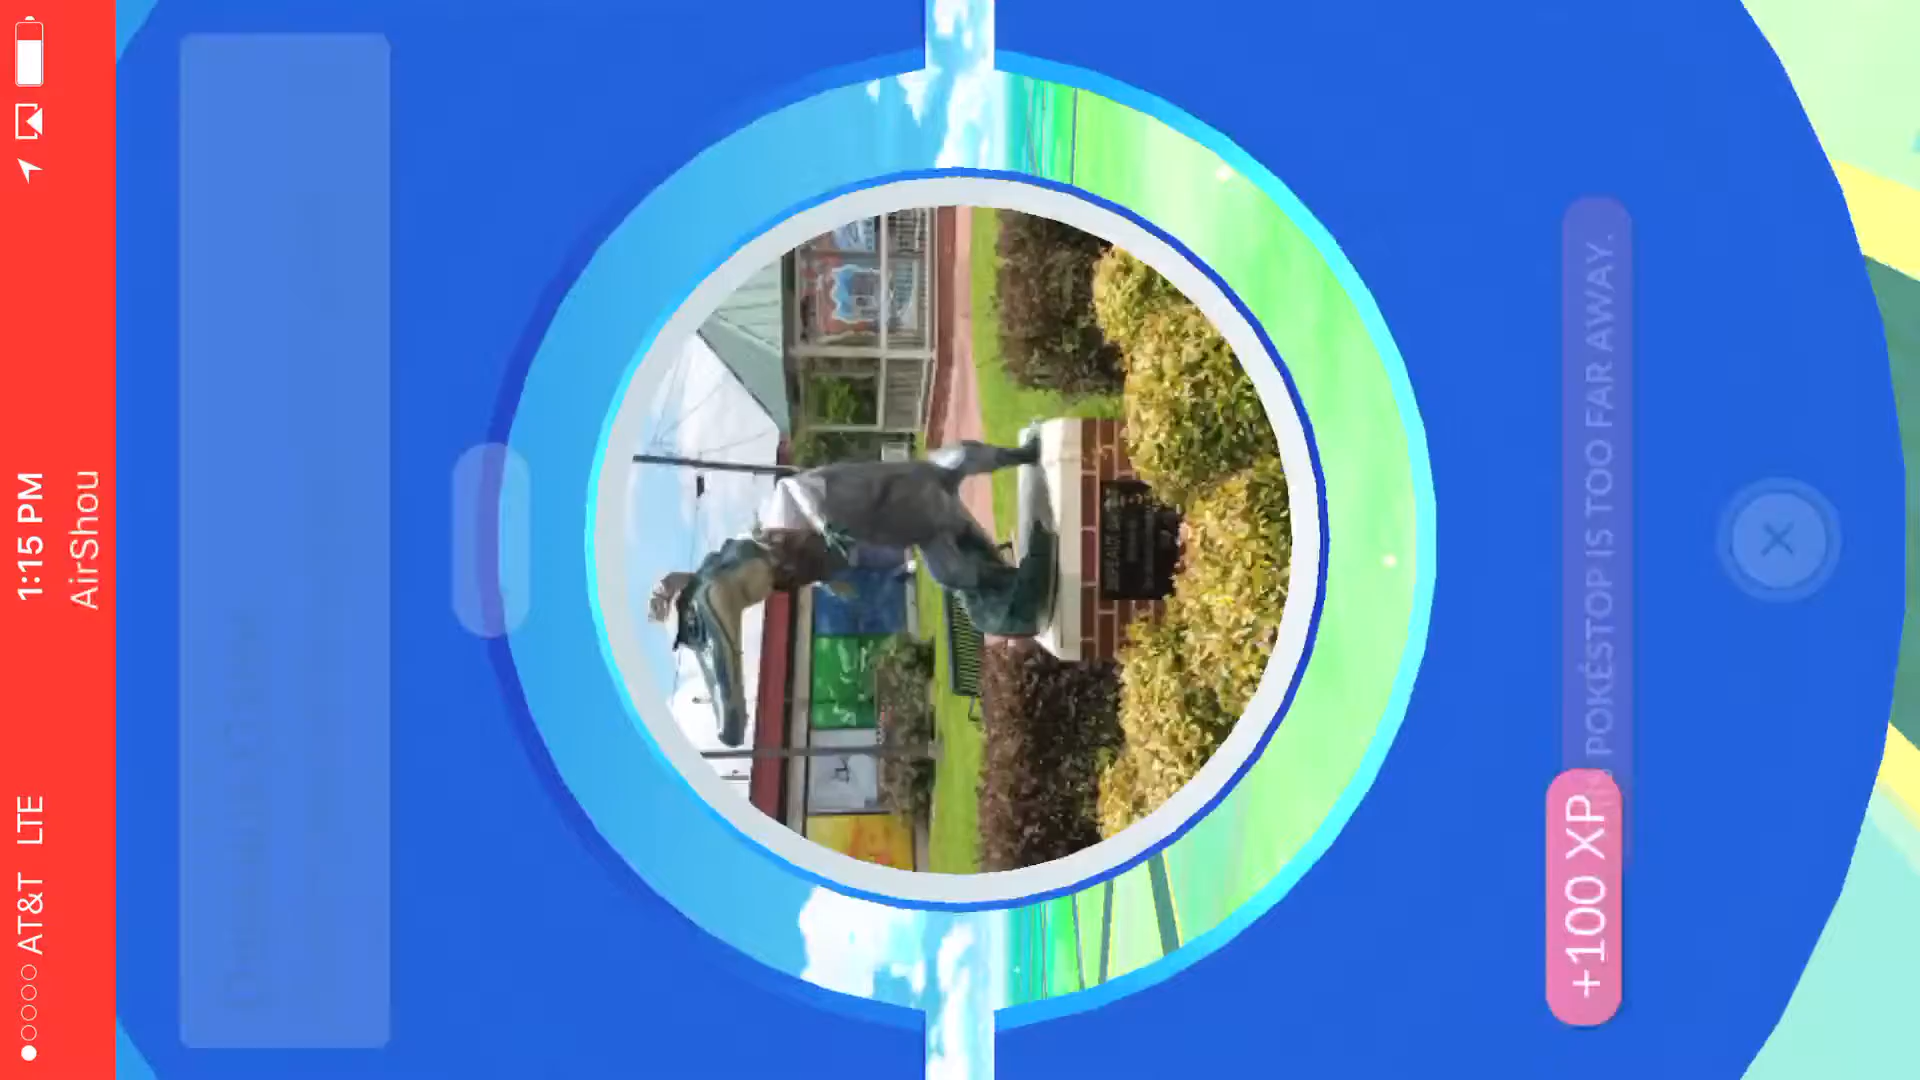 ●○○○○ AT&T LTE 1:15 PM
AirShou
POKÉSTOP IS TOO FAR AWAY.
+100 XP